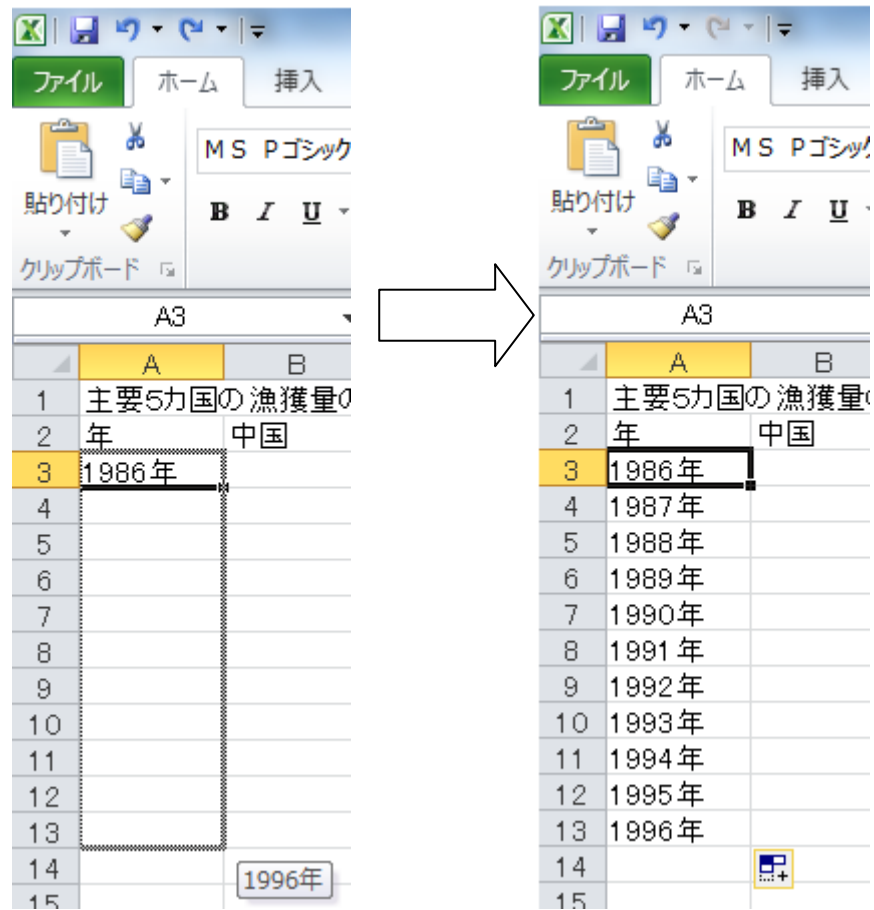 ファイル ホーム 挿入
MS Pゴシック
貼り付け
B I U
クリップボード
A3
A B
1 主要5カ国の漁獲量の
2 年 中国
3 1986年
4
5
6
7
8
9
10
11
12
13
14 1996年
15
ファイル ホーム 挿入
MS Pゴシック
貼り付け
B I U
クリップボード
A3
A B
1 主要5カ国の漁獲量
2 年 中国
3 1986年
4 1987年
5 1988年
6 1989年
7 1990年
8 1991年
9 1992年
10 1993年
11 1994年
12 1995年
13 1996年
14
15